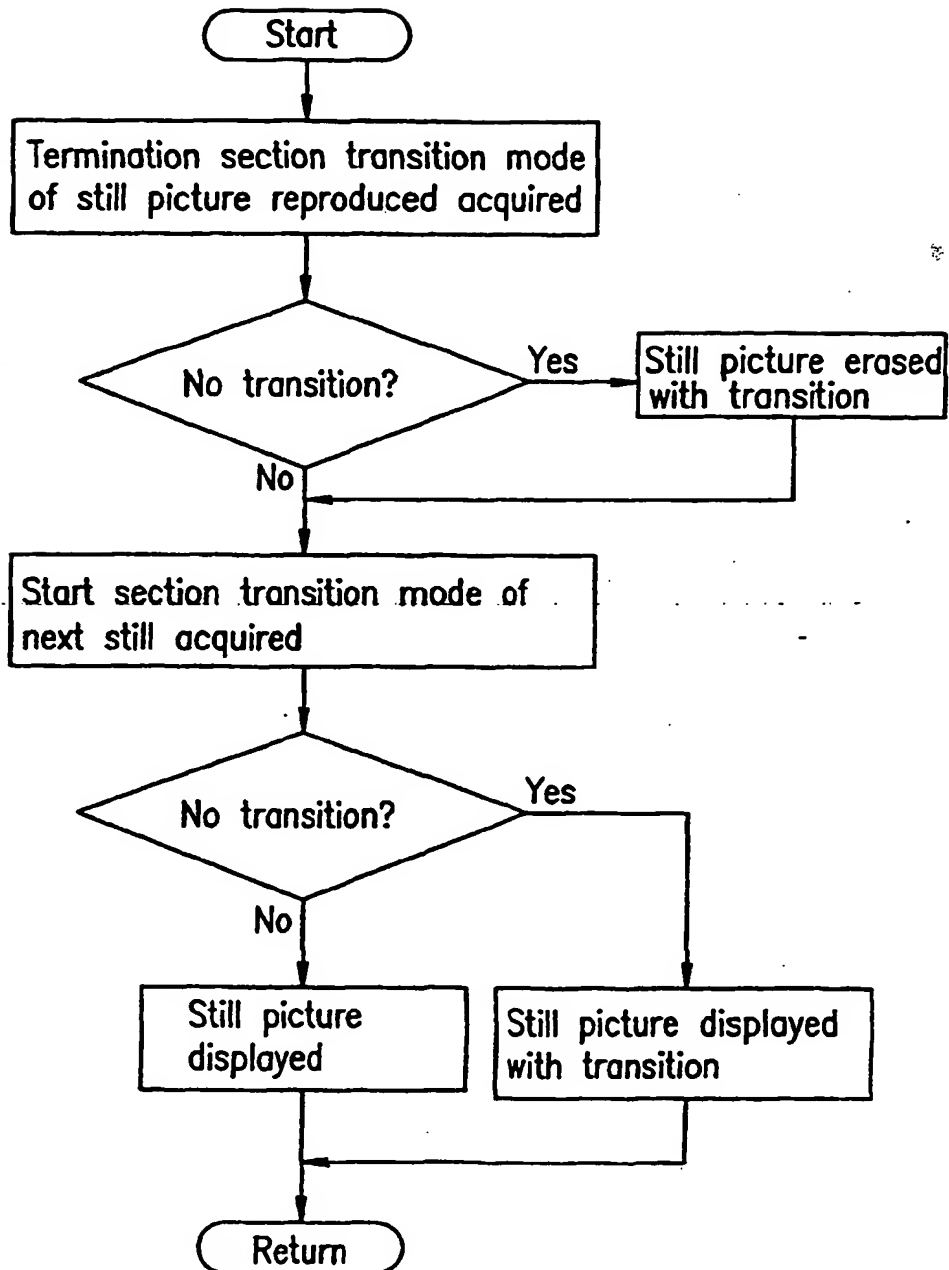 Start
Termination section transition mode
of still picture reproduced acquired
No transition?
Yes
Still picture erased
with transition
No
Start section transition mode of
next still acquired
No transition?
Yes
No
Still picture
displayed
Still picture displayed
with transition
Return